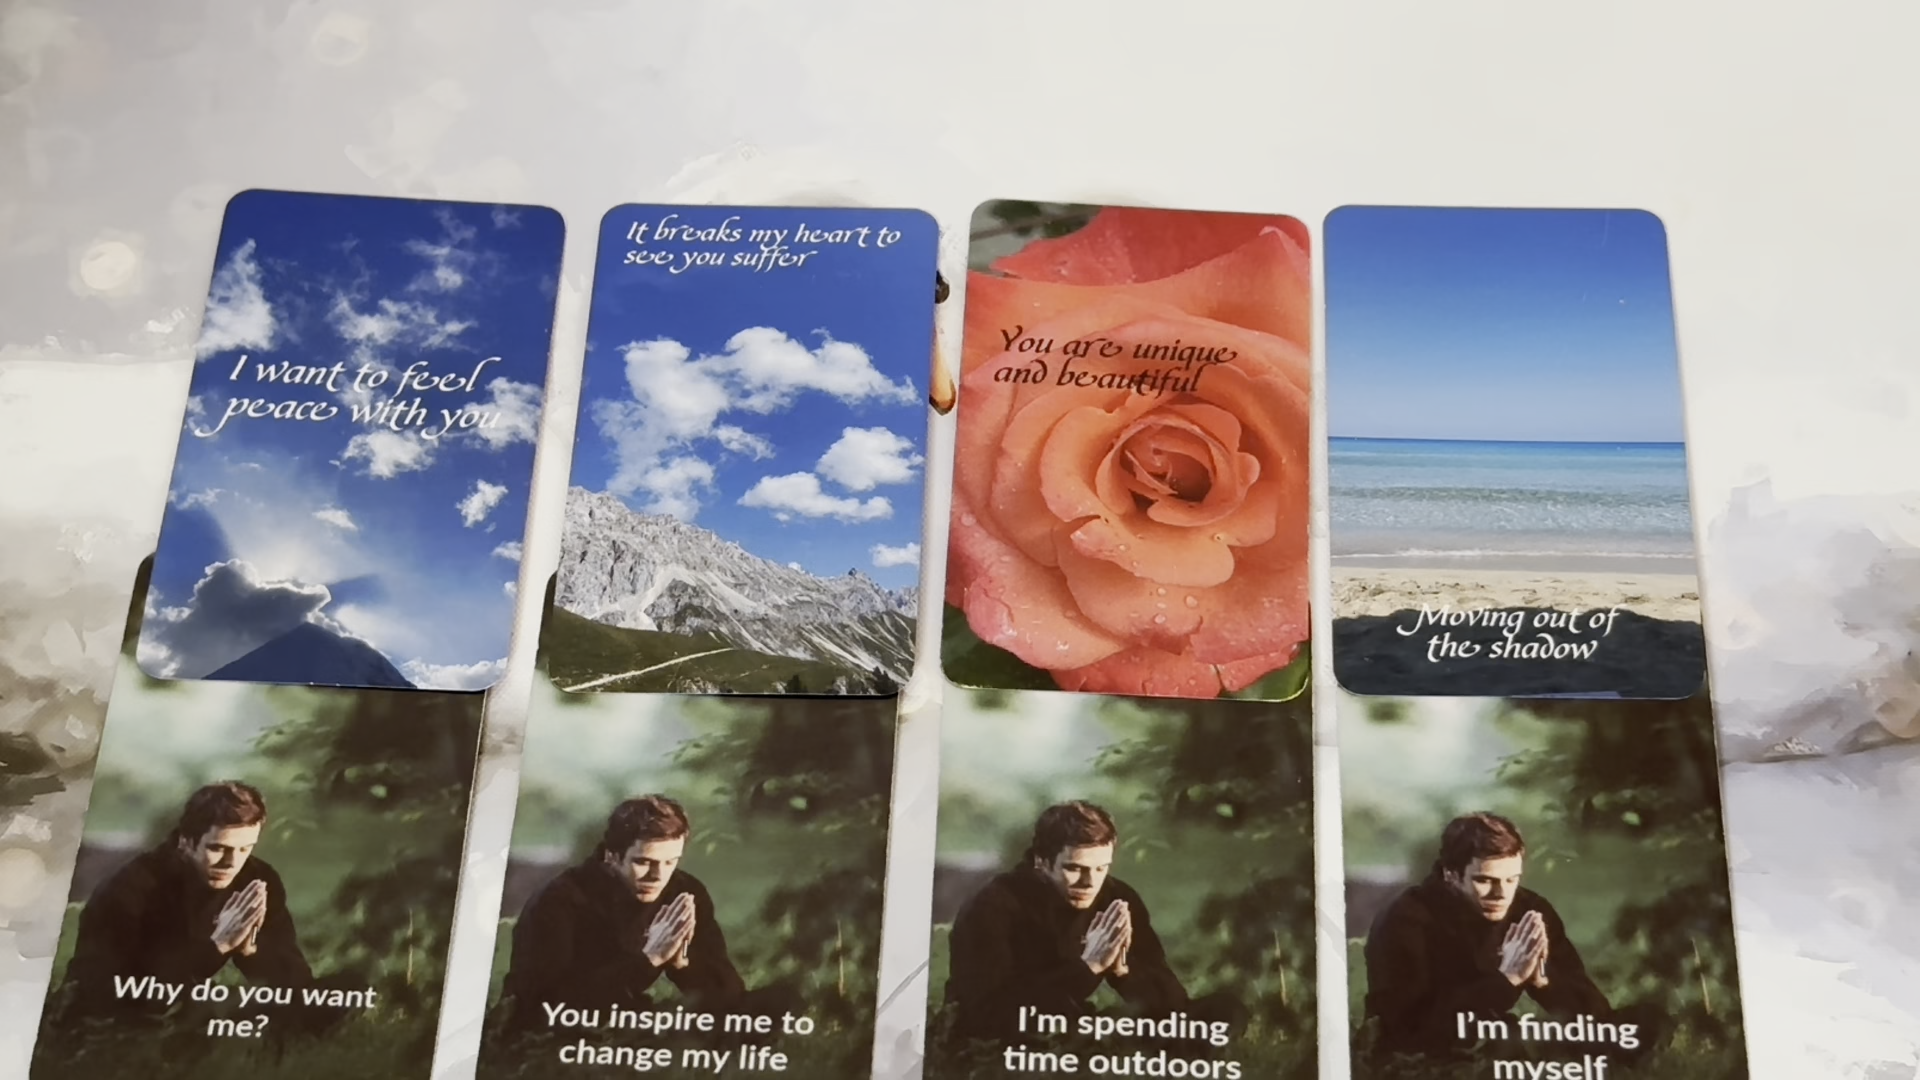 I want to feel
peace with you
It breaks my heart to
see you suffer
You are unique
and beautiful
Moving out of
the shadow
Why do you want
me?
You inspire me to
change my life
I'm spending
time outdoors
I'm finding
myself